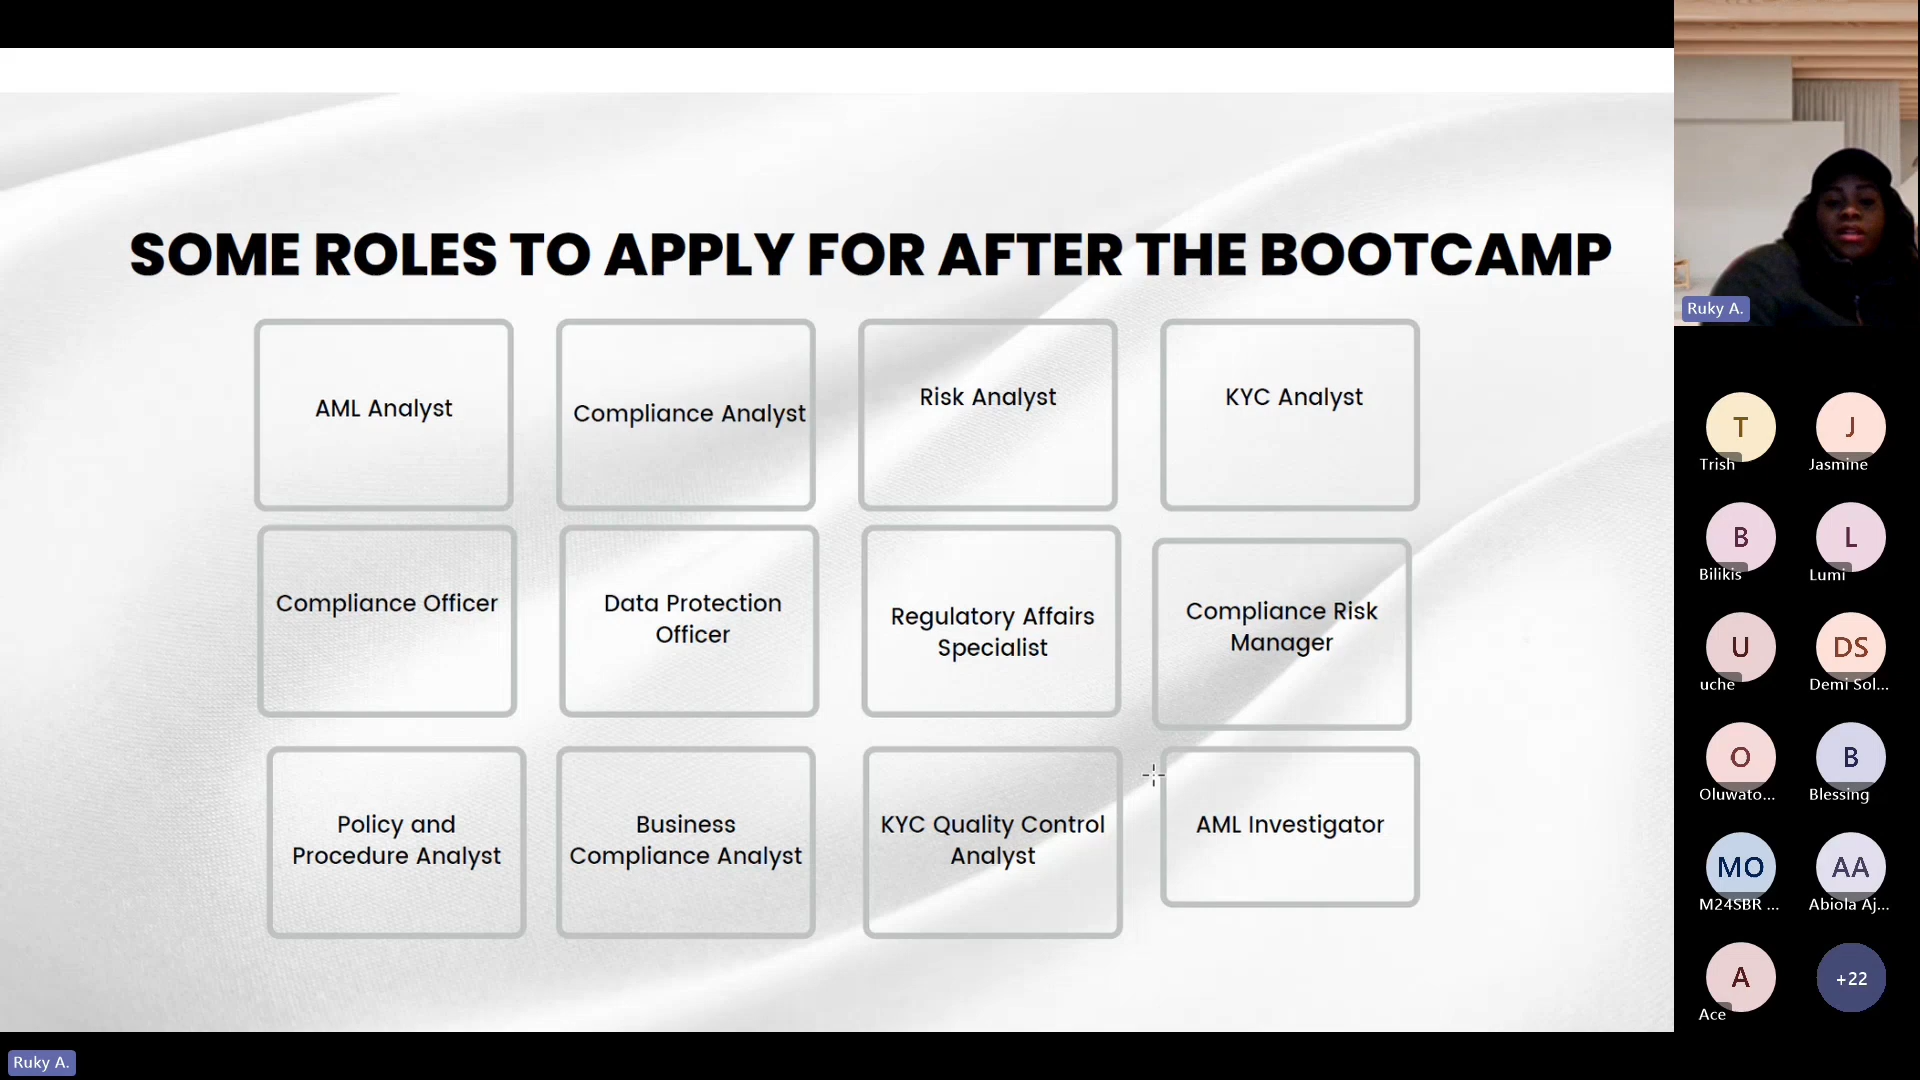 SOME ROLES TO APPLY FOR AFTER THE BOOTCAMP
AML Analyst
Compliance Analyst
Risk Analyst
KYC Analyst
Compliance Officer
Data Protection
Officer
Regulatory Affairs
Specialist
Compliance Risk
Manager
Policy and
Procedure Analyst
Business
Compliance Analyst
KYC Quality Control
Analyst
AML Investigator
Ruky A.
T
Trish
J
Jasmine
B
Bilikis
L
Lumi
U
uche
DS
Demi Sol...
O
Oluwato...
B
Blessing
MO
M24SBR ...
AA
Abiola Aj...
A
Ace
+22
Ruky A.